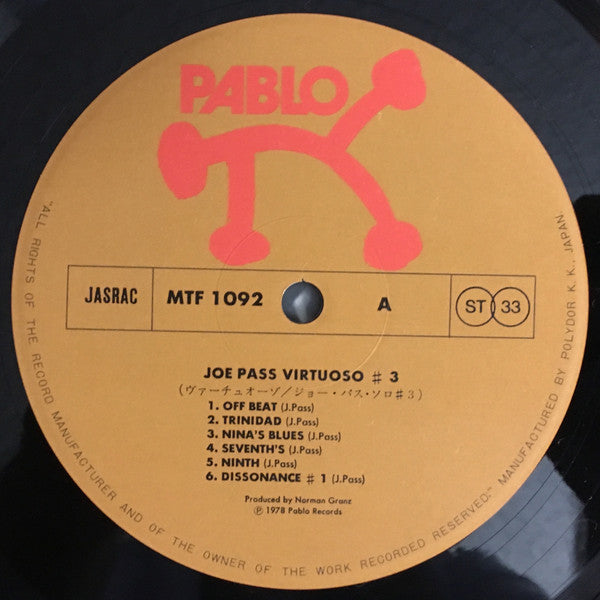 PABLO
JASRAC
MTF 1092
A
ST 33
JOE PASS VIRTUOSO ♯ 3
(ヴァーチュオーゾ/ジョー・パス・ソロ♯3)
1. OFF BEAT (J.Pass)
2. TRINIDAD (J.Pass)
3. NINA'S BLUES (J.Pass)
4. SEVENTH'S (J.Pass)
5. NINTH (J.Pass)
6. DISSONANCE ♯ 1 (J.Pass)
Produced by Norman Granz
Ⓟ 1978 Pablo Records
"ALL RIGHTS OF THE RECORD MANUFACTURER AND OF THE OWNER OF THE WORK RECORDED RESERVED." MANUFACTURED BY POLYDOR K.K., JAPAN.